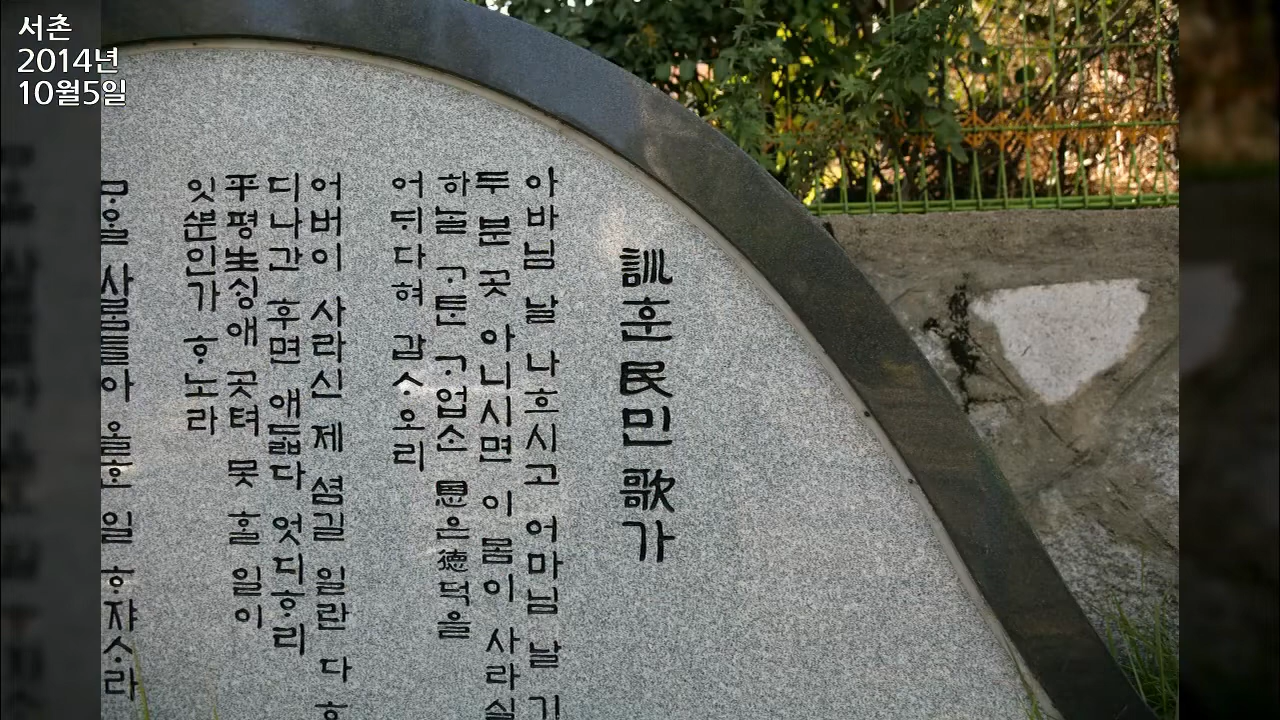 서촌
2014년
10월5일
訓훈民민歌가
아바님 날 나흐시고 어마님 날 기
두 분 곳 아니시면 이 몸이 사라실
하ᄂᆞᆯ ᄀᆞᄐᆞᆫ ᄀᆞ업ᄉᆞᆫ 恩은德덕을
어ᄃᆡ다혀 갑ᄉᆞ오리
어버이 사라신 제 셤길 일란 다 ᄒᆞ
디나간 후면 애ᄃᆞᆲ다 엇디ᄒᆞ리
平평生ᄉᆡᆼ애 곳텨 못 ᄒᆞᆯ 일이
잇ᄲᅮᆫ인가 ᄒᆞ노라
ᄆᆞᄋᆞᆯ 사ᄅᆞᆷ들아 올ᄒᆞᆫ 일 ᄒᆞ쟈ᄉᆞ라